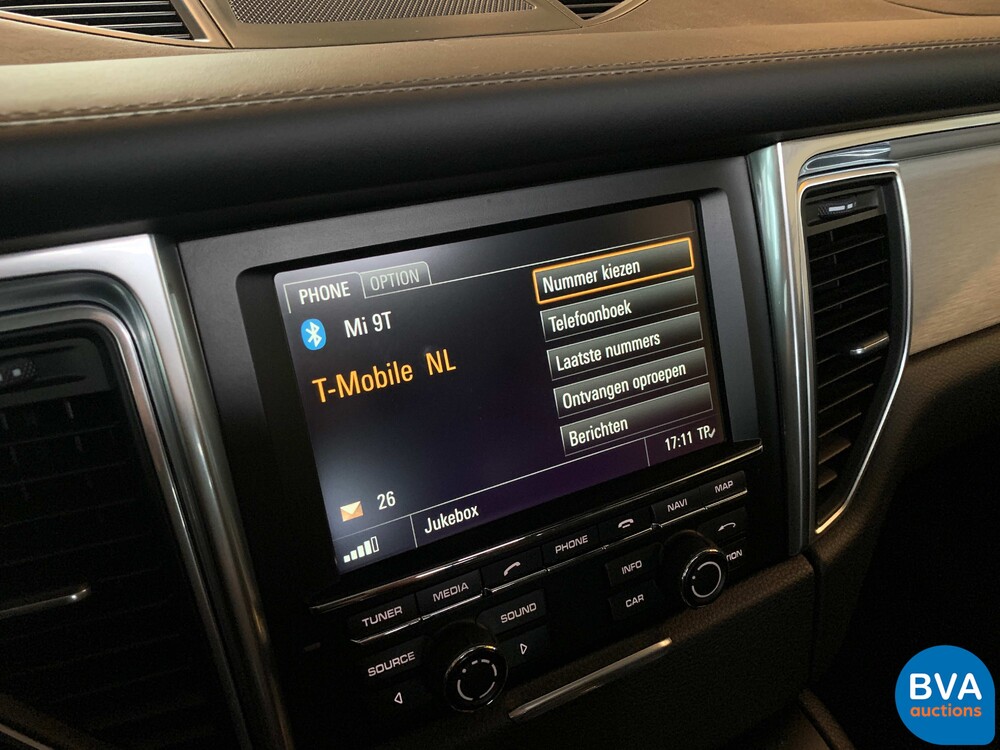 PHONE OPTION
Mi 9T
T-Mobile NL
Nummer kiezen
Telefoonboek
Laatste nummers
Ontvangen oproepen
Berichten
26
Jukebox
17:11 TP
TUNER MEDIA PHONE NAVI MAP
SOURCE SOUND INFO
CAR
BVA
auctions